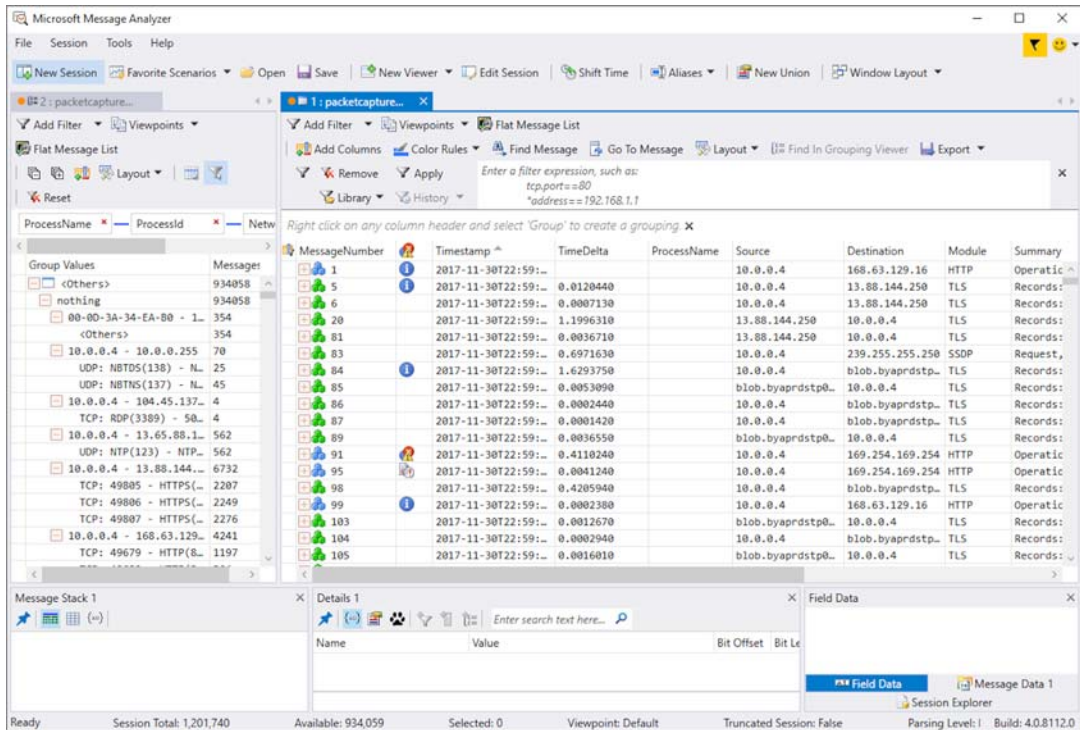 Microsoft Message Analyzer
File Session Tools Help
New Session Favorite Scenarios Open Save New Viewer Edit Session Shift Time Aliases New Union Window Layout
2 : packetcapture...
Add Filter Viewpoints
Flat Message List
Layout
Reset
ProcessName ProcessId Netw
Group Values Messages
<Others> 934058
nothing 934058
00-0D-3A-34-EA-80 - 1… 354
<Others> 354
10.0.0.4 - 10.0.0.255 70
UDP: NBTDS(138) - N… 25
UDP: NBTNS(137) - N… 45
10.0.0.4 - 104.45.137… 4
TCP: RDP(3389) - 50… 4
10.0.0.4 - 13.65.88.1… 562
UDP: NTP(123) - NTP… 562
10.0.0.4 - 13.88.144.… 6732
TCP: 49805 - HTTPS(… 2207
TCP: 49806 - HTTPS(… 2249
TCP: 49807 - HTTPS(… 2276
10.0.0.4 - 168.63.129… 4241
TCP: 49679 - HTTP(8… 1197
1 : packetcapture...
Add Filter Viewpoints Flat Message List
Add Columns Color Rules Find Message Go To Message Layout Find In Grouping Viewer Export
Remove Apply Enter a filter expression, such as:
tcp.port==80
Library History *address==192.168.1.1
Right click on any column header and select 'Group' to create a grouping.
MessageNumber Timestamp TimeDelta ProcessName Source Destination Module Summary
1 2017-11-30T22:59:… 10.0.0.4 168.63.129.16 HTTP Operatic
5 2017-11-30T22:59:… 0.0120440 10.0.0.4 13.88.144.250 TLS Records:
6 2017-11-30T22:59:… 0.0007130 10.0.0.4 13.88.144.250 TLS Records:
20 2017-11-30T22:59:… 1.1996310 13.88.144.250 10.0.0.4 TLS Records:
81 2017-11-30T22:59:… 0.0036710 13.88.144.250 10.0.0.4 TLS Records:
83 2017-11-30T22:59:… 0.6971630 10.0.0.4 239.255.255.250 SSDP Request,
84 2017-11-30T22:59:… 1.6293750 10.0.0.4 blob.byaprdstp… TLS Records:
85 2017-11-30T22:59:… 0.0053090 blob.byaprdstp0… 10.0.0.4 TLS Records:
86 2017-11-30T22:59:… 0.0002440 10.0.0.4 blob.byaprdstp… TLS Records:
87 2017-11-30T22:59:… 0.0001420 10.0.0.4 blob.byaprdstp… TLS Records:
89 2017-11-30T22:59:… 0.0036550 blob.byaprdstp0… 10.0.0.4 TLS Records:
91 2017-11-30T22:59:… 0.4110240 10.0.0.4 169.254.169.254 HTTP Operatic
95 2017-11-30T22:59:… 0.0041240 10.0.0.4 169.254.169.254 HTTP Operatic
98 2017-11-30T22:59:… 0.4205940 10.0.0.4 blob.byaprdstp… TLS Records:
99 2017-11-30T22:59:… 0.0002380 10.0.0.4 168.63.129.16 HTTP Operatic
103 2017-11-30T22:59:… 0.0012670 blob.byaprdstp0… 10.0.0.4 TLS Records:
104 2017-11-30T22:59:… 0.0002940 10.0.0.4 blob.byaprdstp… TLS Records:
105 2017-11-30T22:59:… 0.0016010 blob.byaprdstp0… 10.0.0.4 TLS Records:
Message Stack 1
Details 1
Enter search text here...
Name Value Bit Offset Bit Le
Field Data
Field Data Message Data 1
Session Explorer
Ready Session Total: 1,201,740 Available: 934,059 Selected: 0 Viewpoint: Default Truncated Session: False Parsing Level: Build: 4.0.8112.0